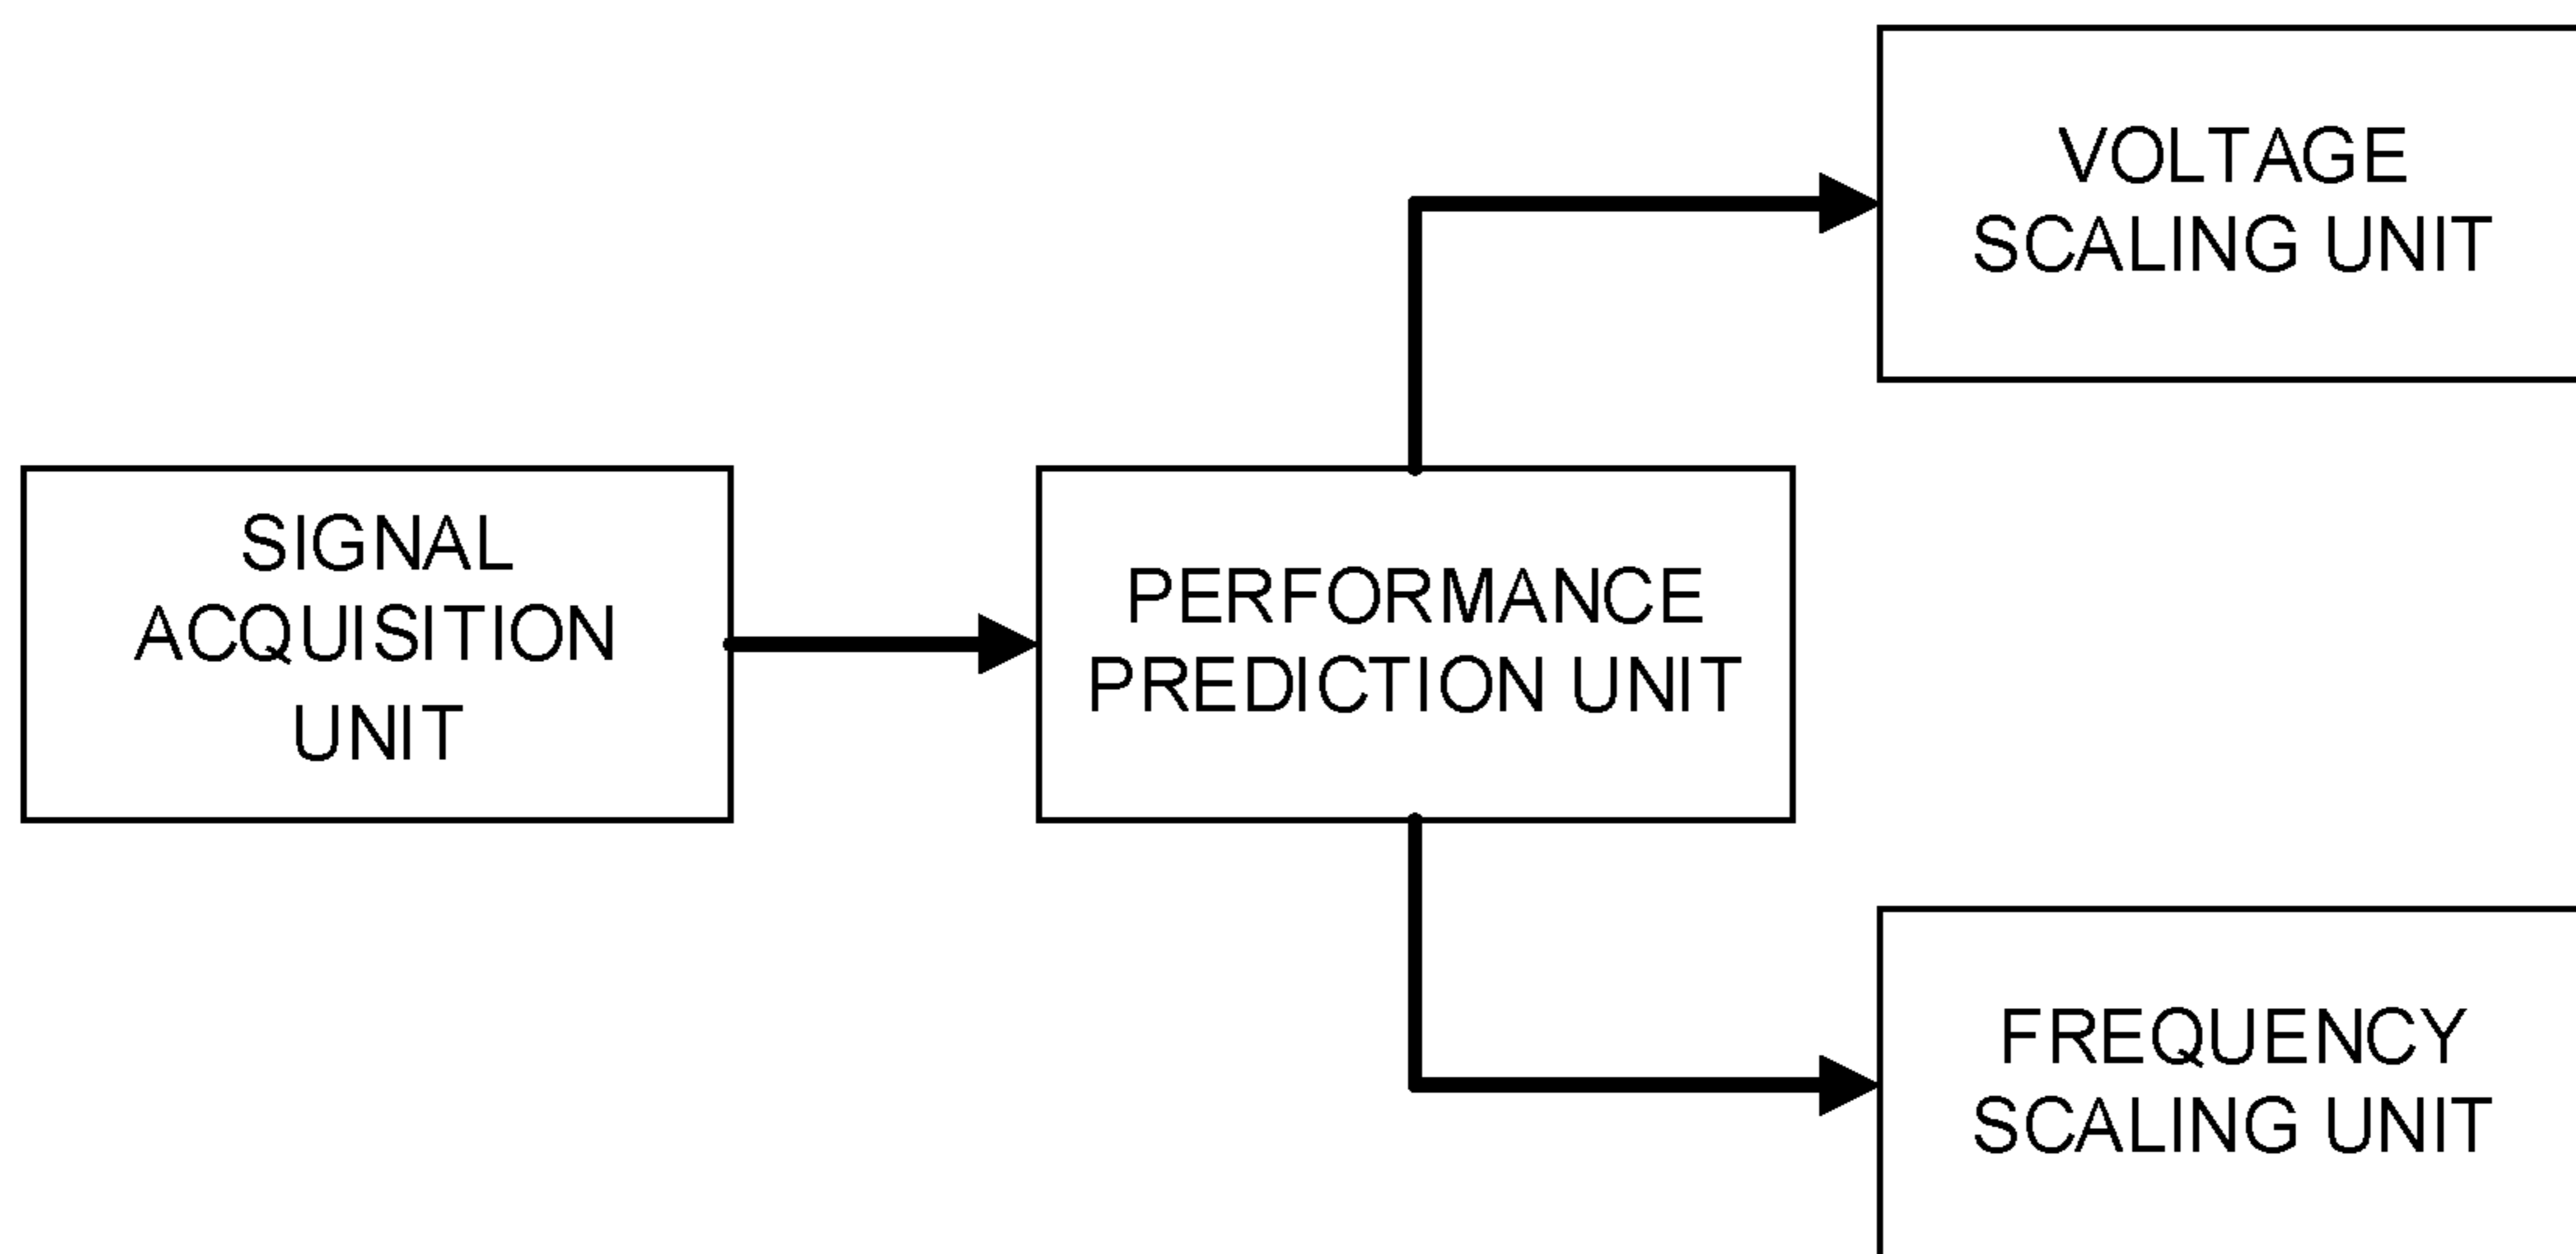 VOLTAGE
SCALING UNIT
SIGNAL
ACQUISITION
UNIT
PERFORMANCE
PREDICTION UNIT
FREQUENCY
SCALING UNIT